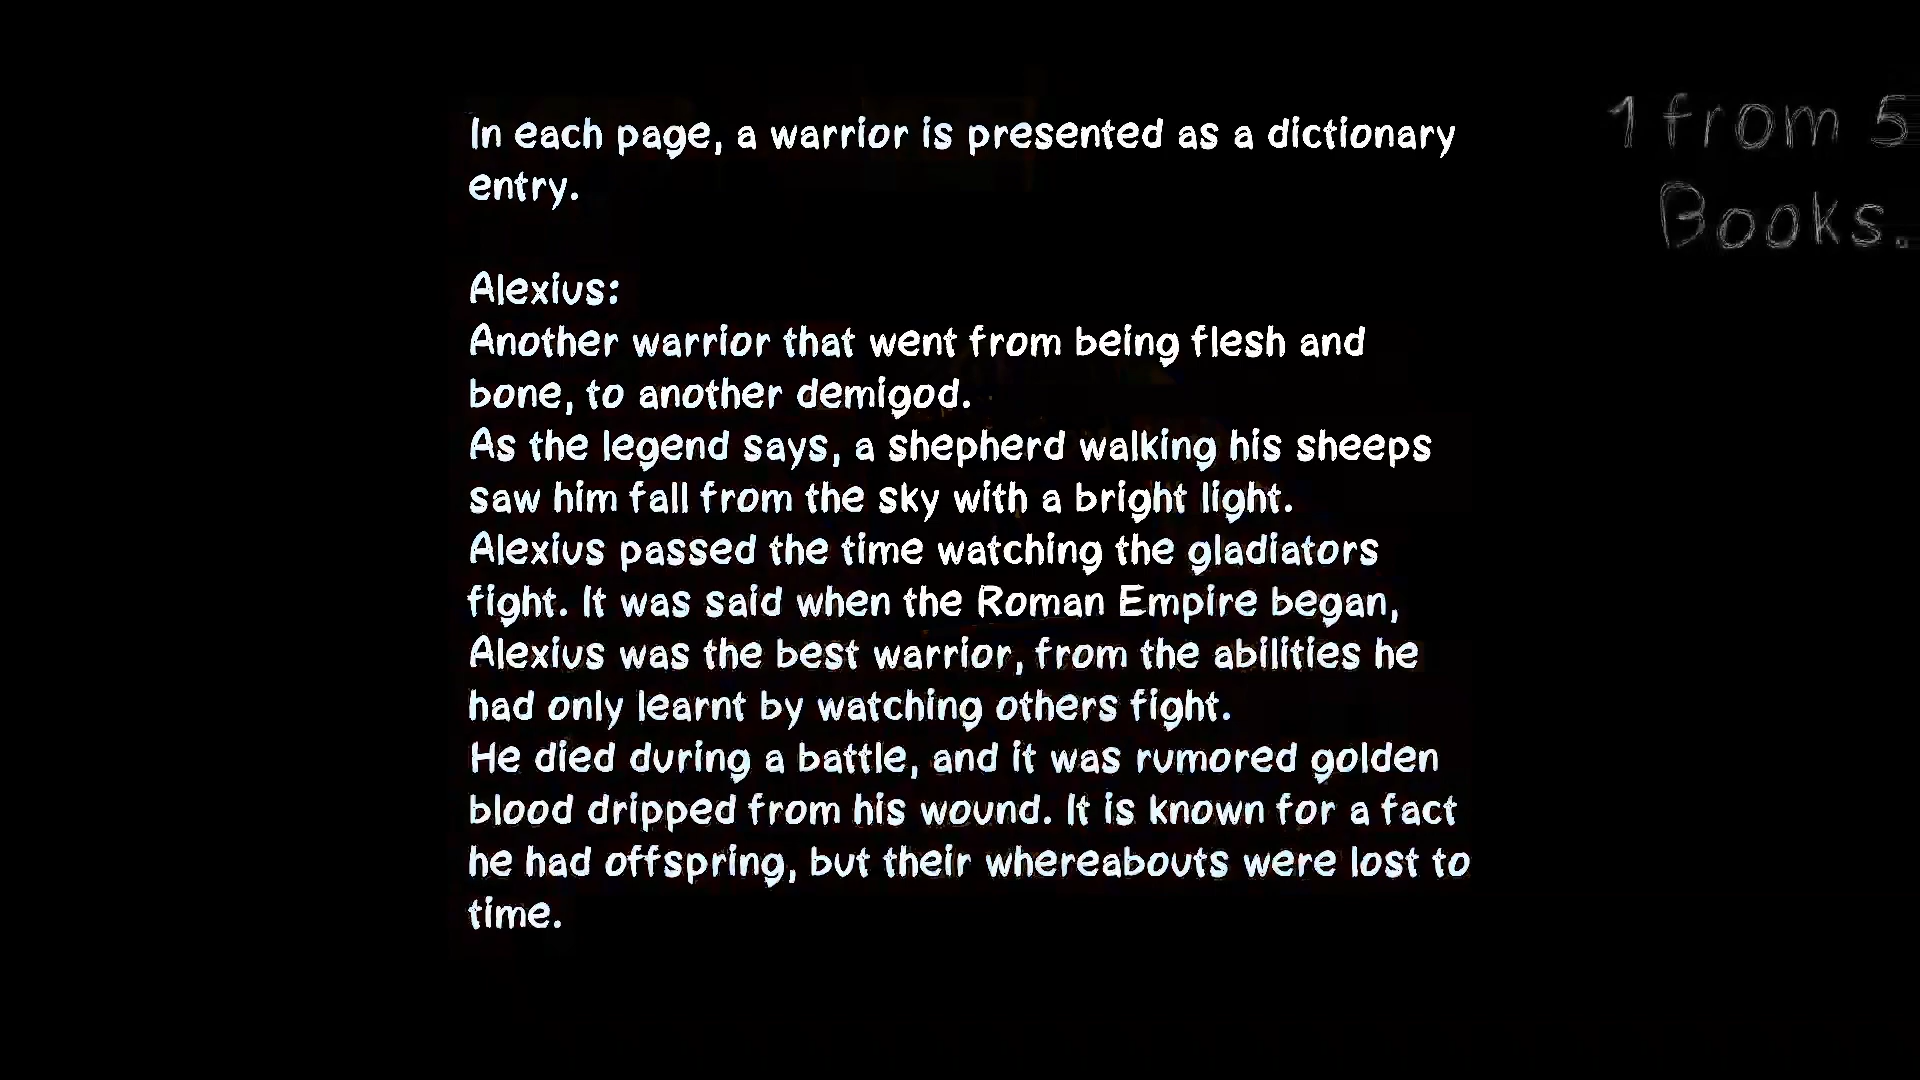 In each page, a warrior is presented as a dictionary
entry.
Alexius:
Another warrior that went from being flesh and
bone, to another demigod.
As the legend says, a shepherd walking his sheeps
saw him fall from the sky with a bright light.
Alexius passed the time watching the gladiators
fight. It was said when the Roman Empire began,
Alexius was the best warrior, from the abilities he
had only learnt by watching others fight.
He died during a battle, and it was rumored golden
blood dripped from his wound. It is known for a fact
he had offspring, but their whereabouts were lost to
time.
1 from 5
Books.